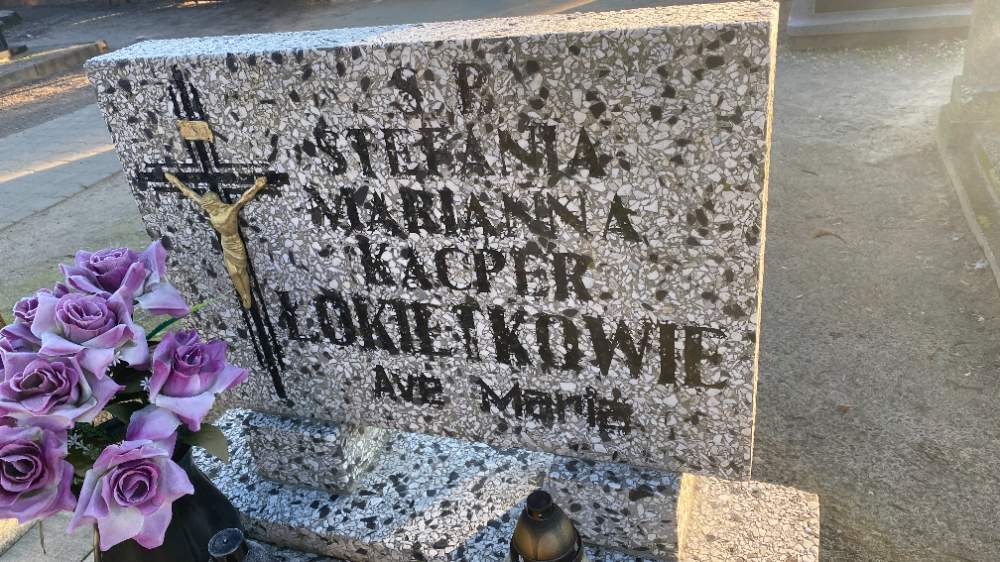 Ś P
STEFANIA
MARIANNA
KACPER
ŁOKIETKOWIE
Ave Maria